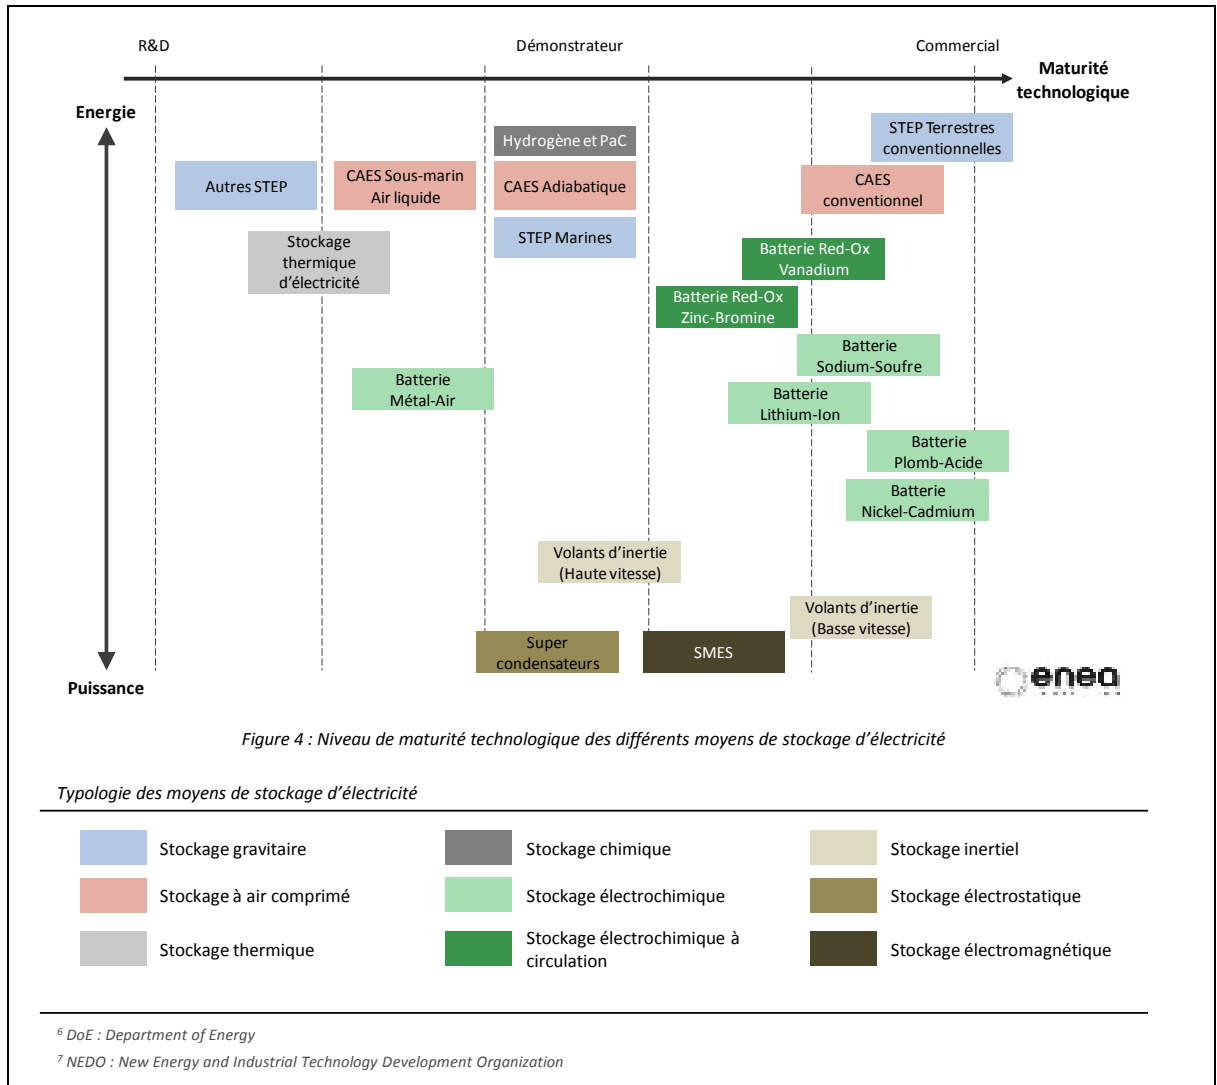 R&D
Démonstrateur
Commercial
Maturité
technologique
Energie
STEP Terrestres
conventionnelles
Hydrogène et PaC
Autres STEP
CAES Sous-marin
Air liquide
CAES Adiabatique
CAES
conventionnel
STEP Marines
Stockage
thermique
d'électricité
Batterie Red-Ox
Vanadium
Batterie Red-Ox
Zinc-Bromine
Batterie
Sodium-Soufre
Batterie
Métal-Air
Batterie
Lithium-Ion
Batterie
Plomb-Acide
Batterie
Nickel-Cadmium
Volants d'inertie
(Haute vitesse)
Volants d'inertie
(Basse vitesse)
Super
condensateurs
SMES
Puissance
enea
Figure 4 : Niveau de maturité technologique des différents moyens de stockage d'électricité
Typologie des moyens de stockage d'électricité
Stockage gravitaire
Stockage chimique
Stockage inertiel
Stockage à air comprimé
Stockage électrochimique
Stockage électrostatique
Stockage thermique
Stockage électrochimique à
circulation
Stockage électromagnétique
6 DoE : Department of Energy
7 NEDO : New Energy and Industrial Technology Development Organization